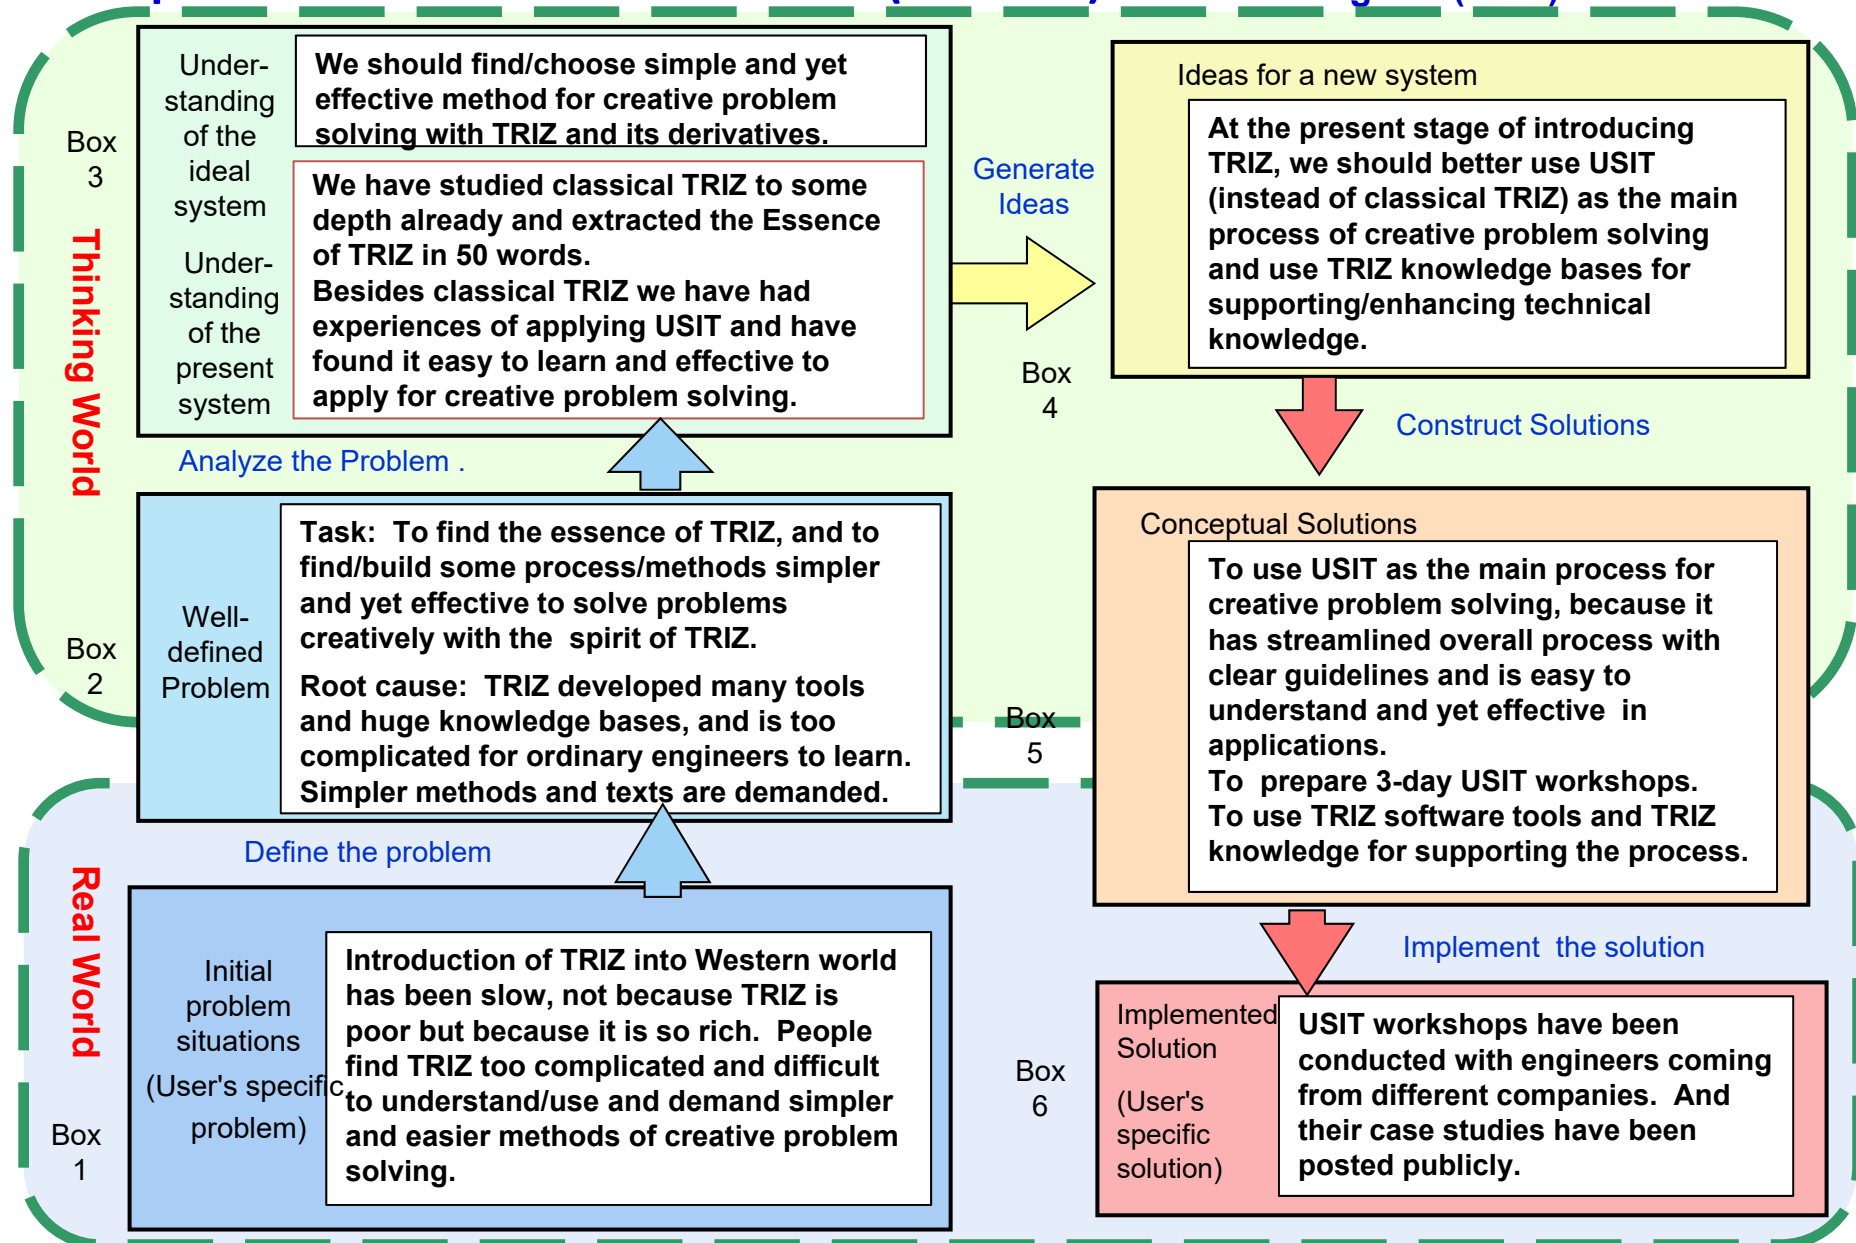 Box
3
Under-
standing
of the
ideal
system
We should find/choose simple and yet
effective method for creative problem
solving with TRIZ and its derivatives.
Under-
standing
of the
present
system
We have studied classical TRIZ to some
depth already and extracted the Essence
of TRIZ in 50 words.
Besides classical TRIZ we have had
experiences of applying USIT and have
found it easy to learn and effective to
apply for creative problem solving.
Generate
Ideas
Box
4
Ideas for a new system
At the present stage of introducing
TRIZ, we should better use USIT
(instead of classical TRIZ) as the main
process of creative problem solving
and use TRIZ knowledge bases for
supporting/enhancing technical
knowledge.
Thinking World
Analyze the Problem .
Construct Solutions
Box
2
Well-
defined
Problem
Task: To find the essence of TRIZ, and to
find/build some process/methods simpler
and yet effective to solve problems
creatively with the spirit of TRIZ.
Root cause: TRIZ developed many tools
and huge knowledge bases, and is too
complicated for ordinary engineers to learn.
Simpler methods and texts are demanded.
Box
5
Conceptual Solutions
To use USIT as the main process for
creative problem solving, because it
has streamlined overall process with
clear guidelines and is easy to
understand and yet effective in
applications.
To prepare 3-day USIT workshops.
To use TRIZ software tools and TRIZ
knowledge for supporting the process.
Define the problem
Implement the solution
Real World
Box
1
Initial
problem
situations
(User's specific
problem)
Introduction of TRIZ into Western world
has been slow, not because TRIZ is
poor but because it is so rich. People
find TRIZ too complicated and difficult
to understand/use and demand simpler
and easier methods of creative problem
solving.
Box
6
Implemented
Solution
(User's
specific
solution)
USIT workshops have been
conducted with engineers coming
from different companies. And
their case studies have been
posted publicly.